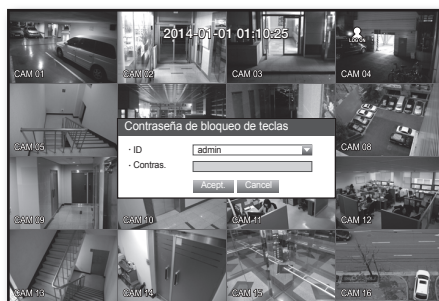 2014-01-01 01:10:25
LOG ON
CAM 01
CAM 02
CAM 03
CAM 04
Contraseña de bloqueo de teclas
CAM 05
CAM 08
· ID
admin
· Contras.
Acept.
Cancel
CAM 09
CAM 10
CAM 11
CAM 12
CAM 13
CAM 14
CAM 15
CAM 16